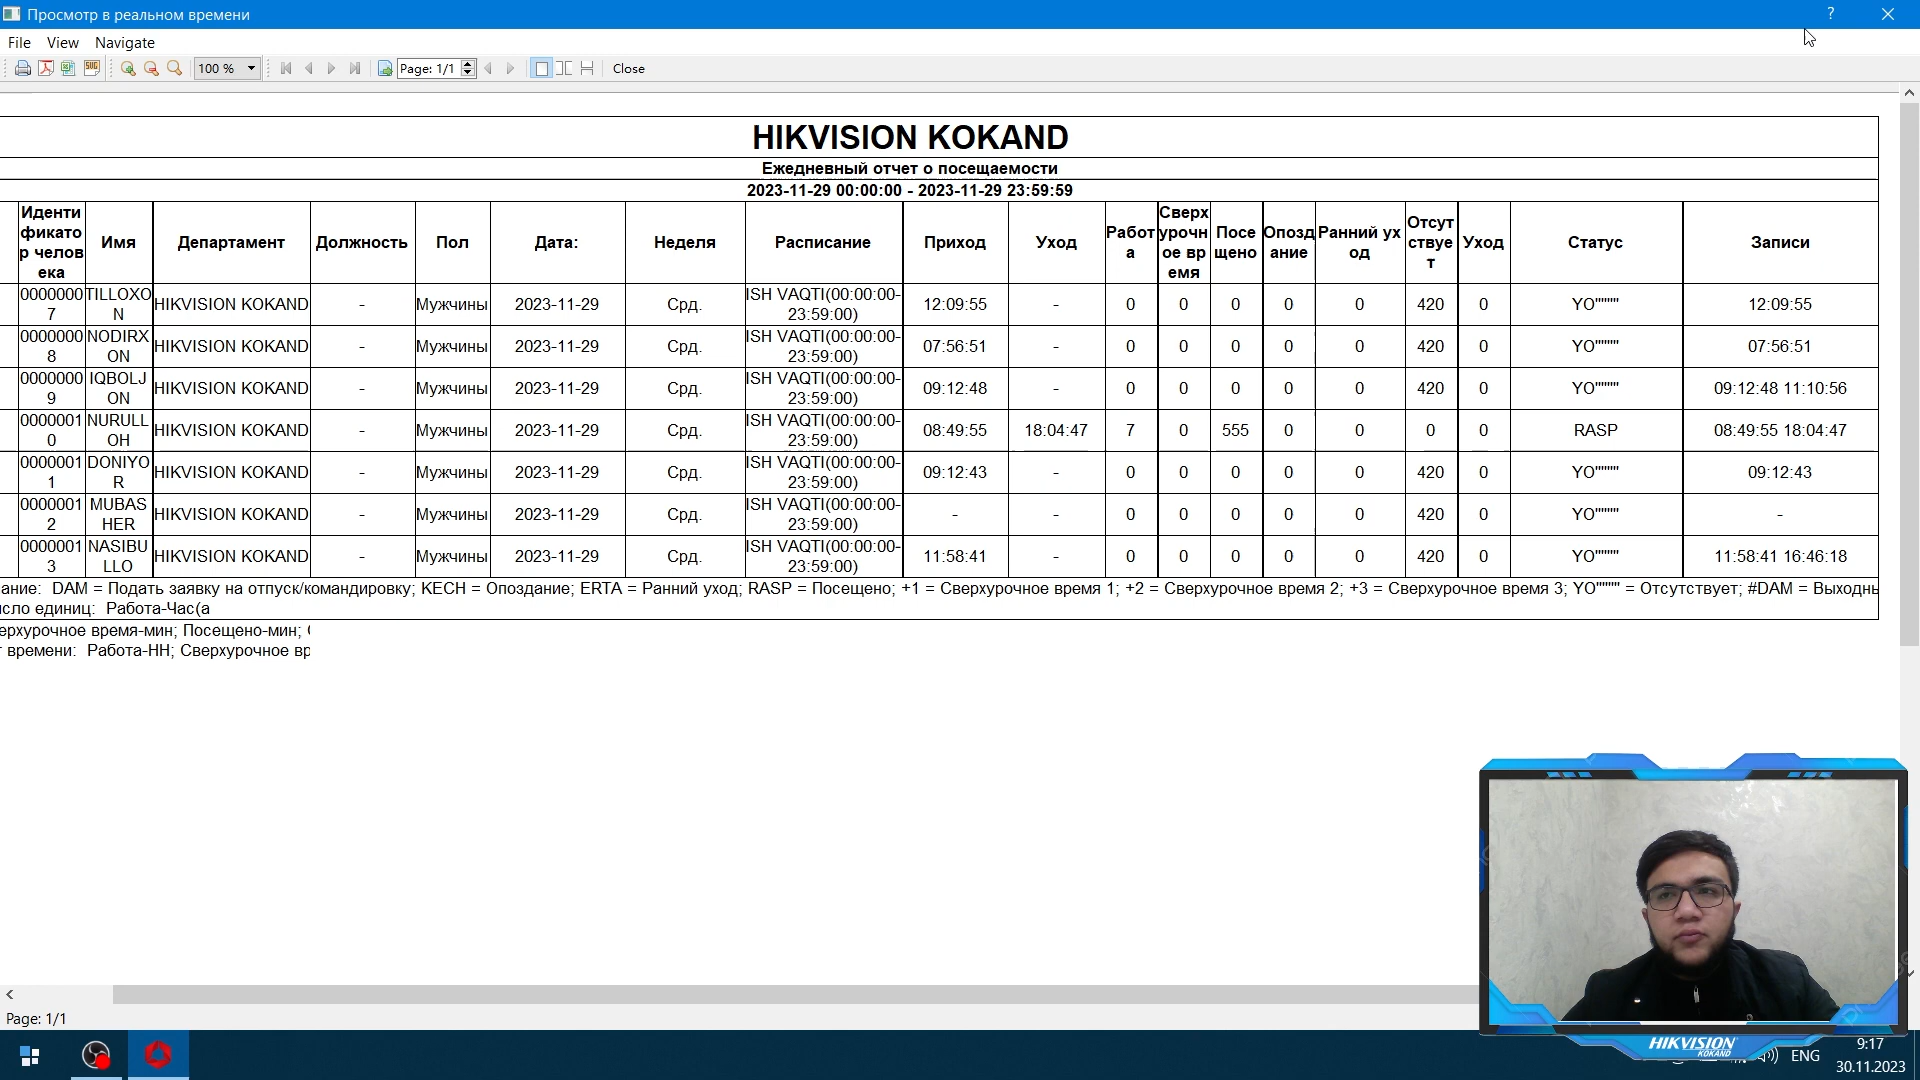 Просмотр в реальном времени
?
File View Navigate
100 % Page: 1/1 Close
HIKVISION KOKAND
Ежедневный отчет о посещаемости
2023-11-29 00:00:00 - 2023-11-29 23:59:59
Идентификатор человека Имя Департамент Должность Пол Дата: Неделя Расписание Приход Уход Работа Сверхурочное время Посещено Опоздание Ранний уход Отсутствует Уход Статус Записи
00000007 TILLOXON HIKVISION KOKAND - Мужчины 2023-11-29 Срд. ISH VAQTI(00:00:00-23:59:00) 12:09:55 - 0 0 0 0 0 420 0 YO"""" 12:09:55
00000008 NODIRXON HIKVISION KOKAND - Мужчины 2023-11-29 Срд. ISH VAQTI(00:00:00-23:59:00) 07:56:51 - 0 0 0 0 0 420 0 YO"""" 07:56:51
00000009 IQBOLJON HIKVISION KOKAND - Мужчины 2023-11-29 Срд. ISH VAQTI(00:00:00-23:59:00) 09:12:48 - 0 0 0 0 0 420 0 YO"""" 09:12:48 11:10:56
00000010 NURULLOH HIKVISION KOKAND - Мужчины 2023-11-29 Срд. ISH VAQTI(00:00:00-23:59:00) 08:49:55 18:04:47 7 0 555 0 0 0 0 RASP 08:49:55 18:04:47
00000011 DONIYOR HIKVISION KOKAND - Мужчины 2023-11-29 Срд. ISH VAQTI(00:00:00-23:59:00) 09:12:43 - 0 0 0 0 0 420 0 YO"""" 09:12:43
00000012 MUBASHER HIKVISION KOKAND - Мужчины 2023-11-29 Срд. ISH VAQTI(00:00:00-23:59:00) - - 0 0 0 0 0 420 0 YO"""" -
00000013 NASIBULLO HIKVISION KOKAND - Мужчины 2023-11-29 Срд. ISH VAQTI(00:00:00-23:59:00) 11:58:41 - 0 0 0 0 0 420 0 YO"""" 11:58:41 16:46:18
ание: DAM = Подать заявку на отпуск/командировку; KECH = Опоздание; ERTA = Ранний уход; RASP = Посещено; +1 = Сверхурочное время 1; +2 = Сверхурочное время 2; +3 = Сверхурочное время 3; YO"""" = Отсутствует; #DAM = Выходнь
исло единиц: Работа-Час(а
ерхурочное время-мин; Посещено-мин; (
т времени: Работа-HH; Сверхурочное вр
Page: 1/1
HIKVISION
KOKAND
ENG
9:17
30.11.2023